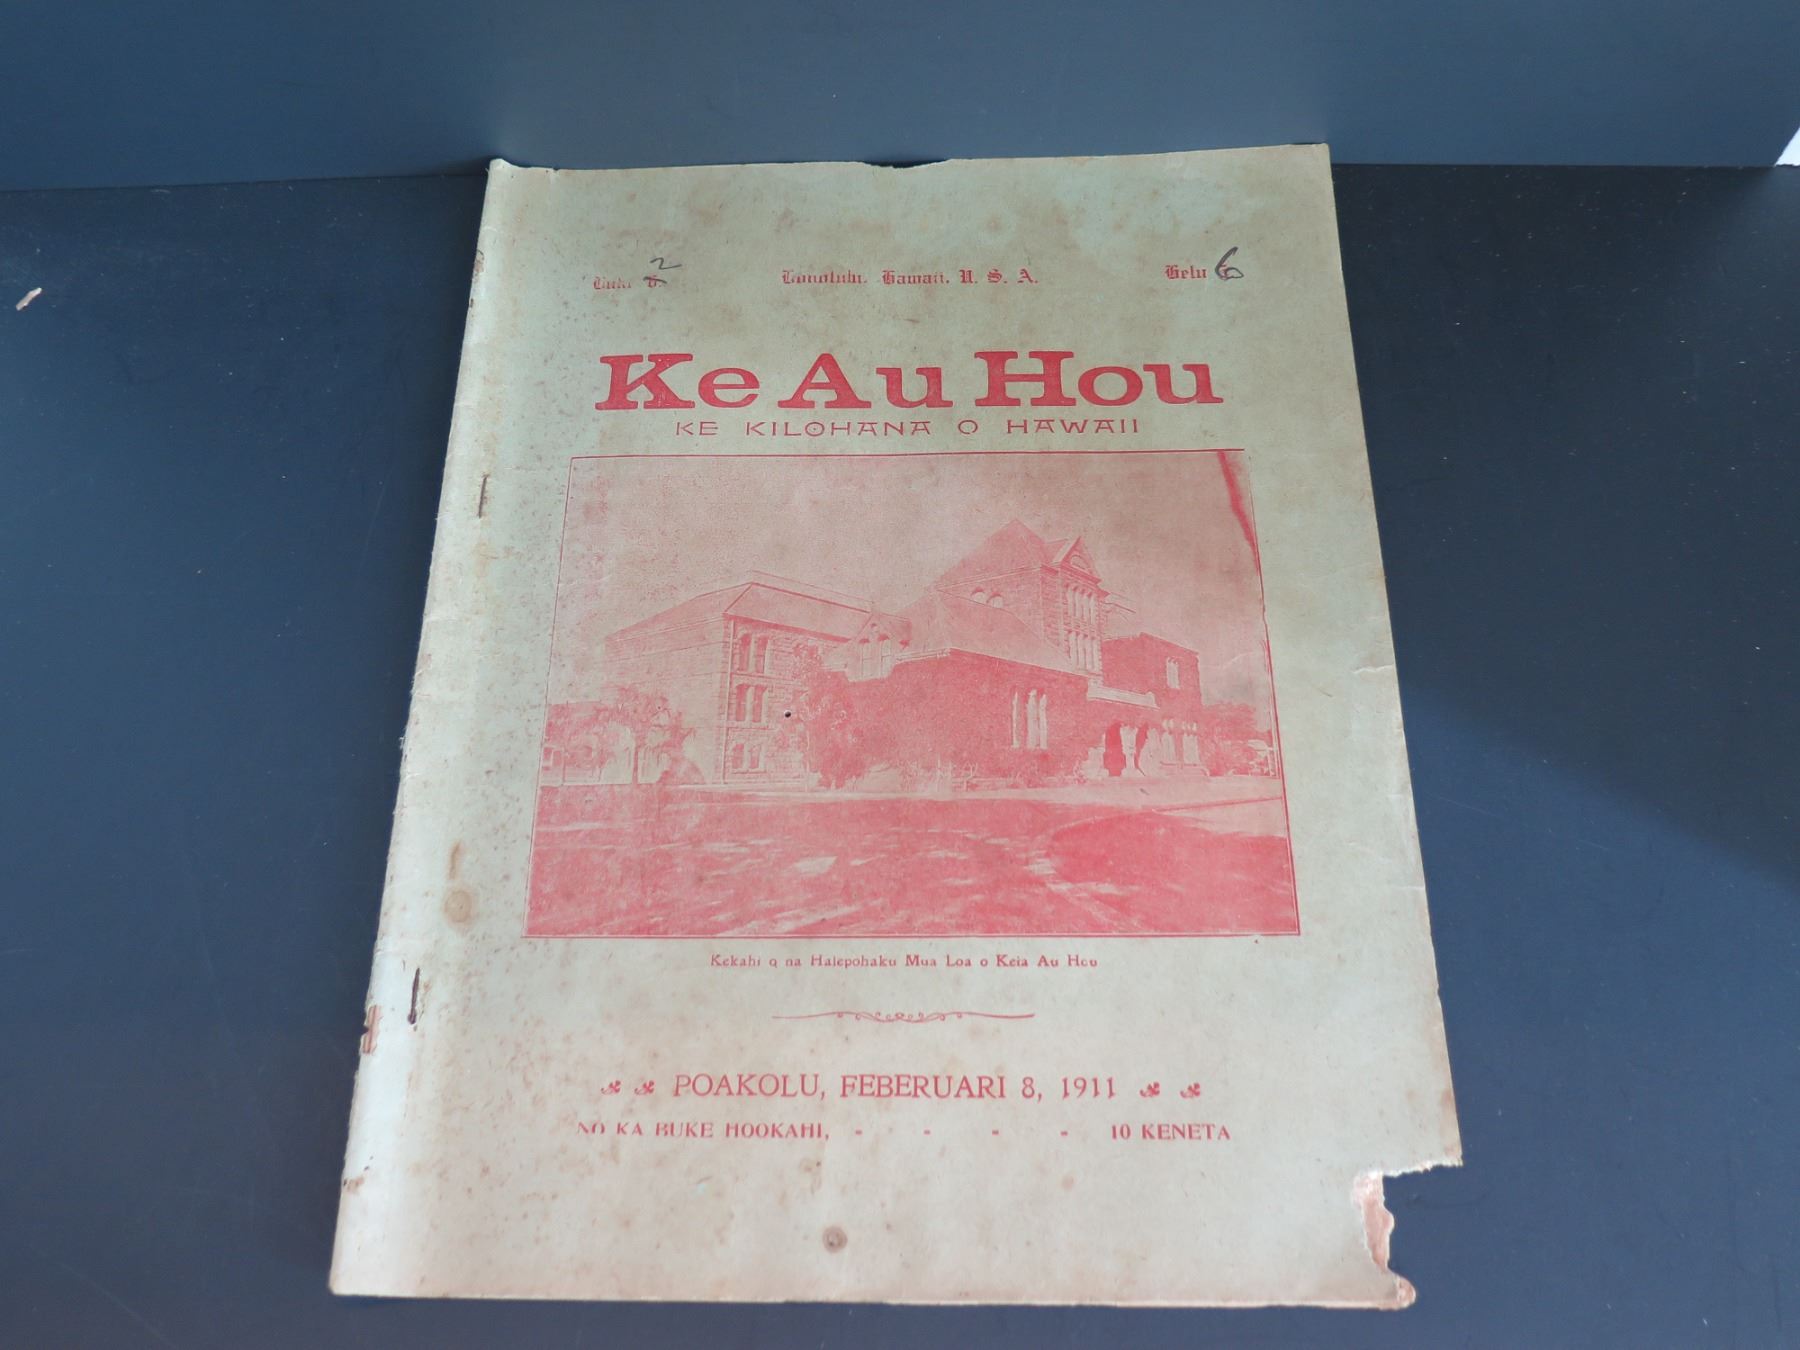 Buke 2 Honolulu, Hawaii, U. S. A. Helu 6
Ke Au Hou
KE KILOHANA O HAWAII
Kekahi o na Halepohaku Mua Loa o Keia Au Hou
POAKOLU, FEBERUARI 8, 1911
NO KA BUKE HOOKAHI, - - - - 10 KENETA